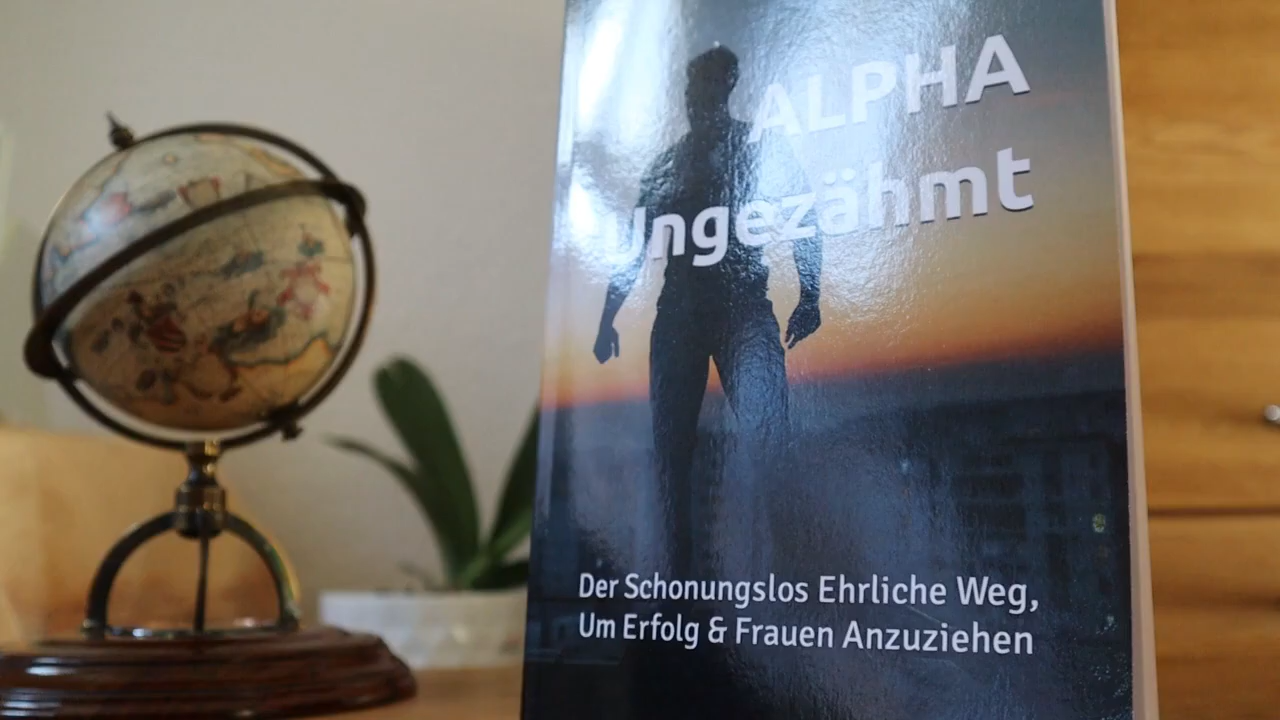 ALPHA
Ungezähmt
Der Schonungslos Ehrliche Weg,
Um Erfolg & Frauen Anzuziehen